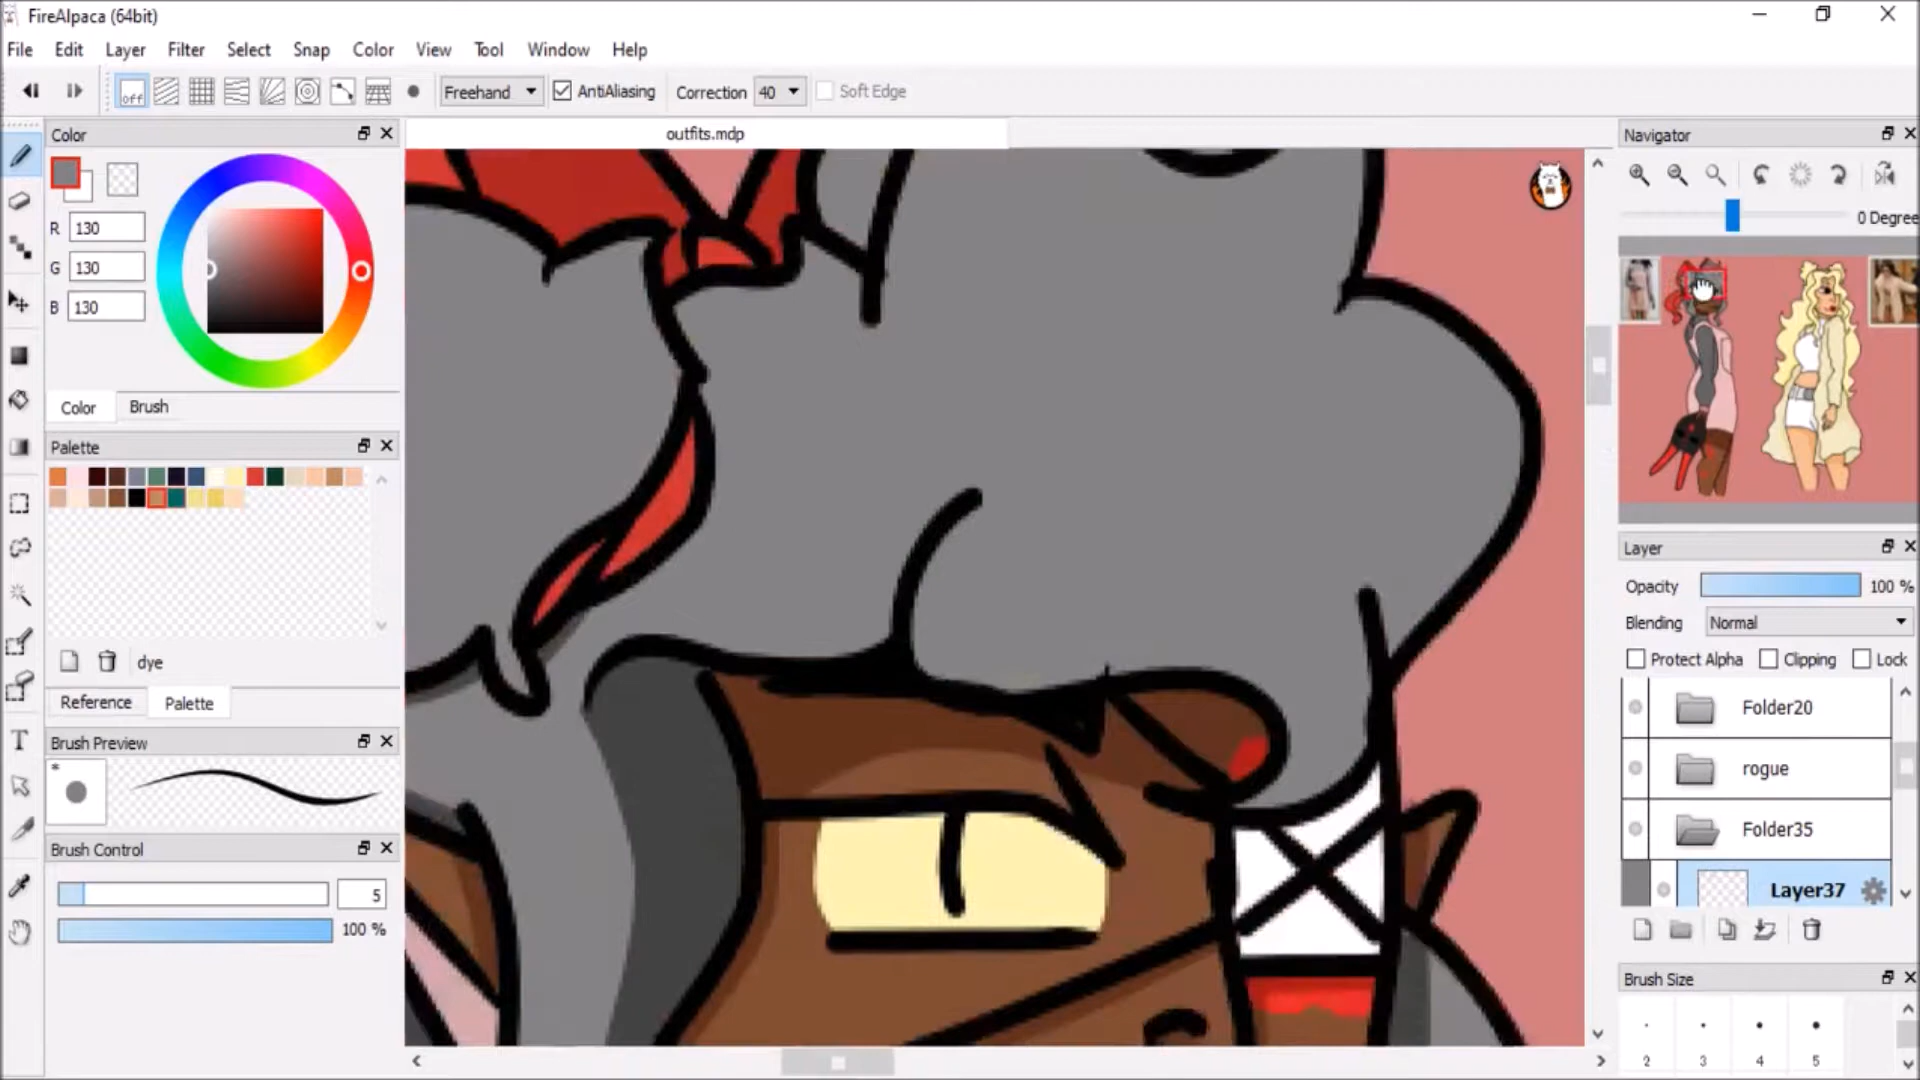 FireAlpaca (64bit)
File Edit Layer Filter Select Snap Color View Tool Window Help
off Freehand AntiAliasing Correction 40 Soft Edge
Color
outfits.mdp
Navigator
R 130
G 130
B 130
0 Degree
Color Brush
Palette
dye
Reference Palette
Brush Preview
*
Brush Control
5
100 %
Layer
Opacity 100 %
Blending Normal
Protect Alpha Clipping Lock
Folder20
rogue
Folder35
Layer37
Brush Size
2 3 4 5
T